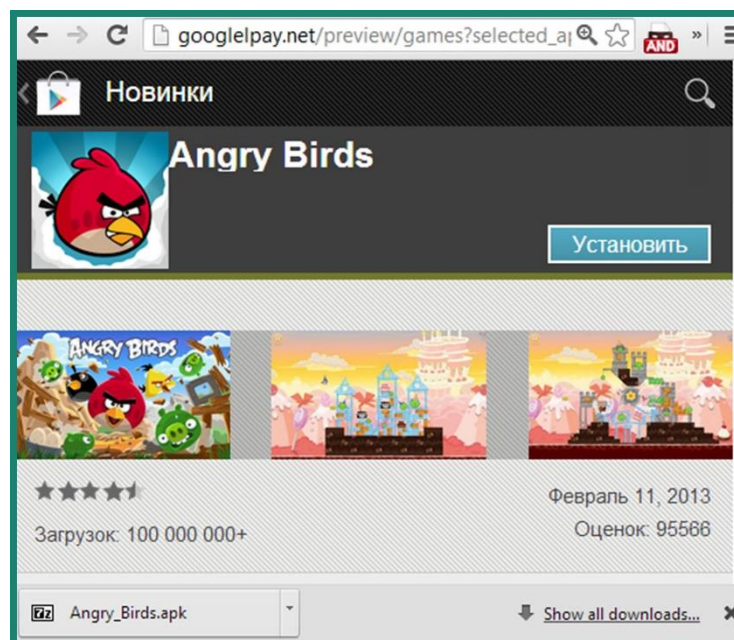 googlelpay.net/preview/games?selected_a
AND
Новинки
Angry Birds
Установить
ANGRY BIRDS
Февраль 11, 2013
Загрузок: 100 000 000+
Оценок: 95566
7z Angry_Birds.apk
Show all downloads...